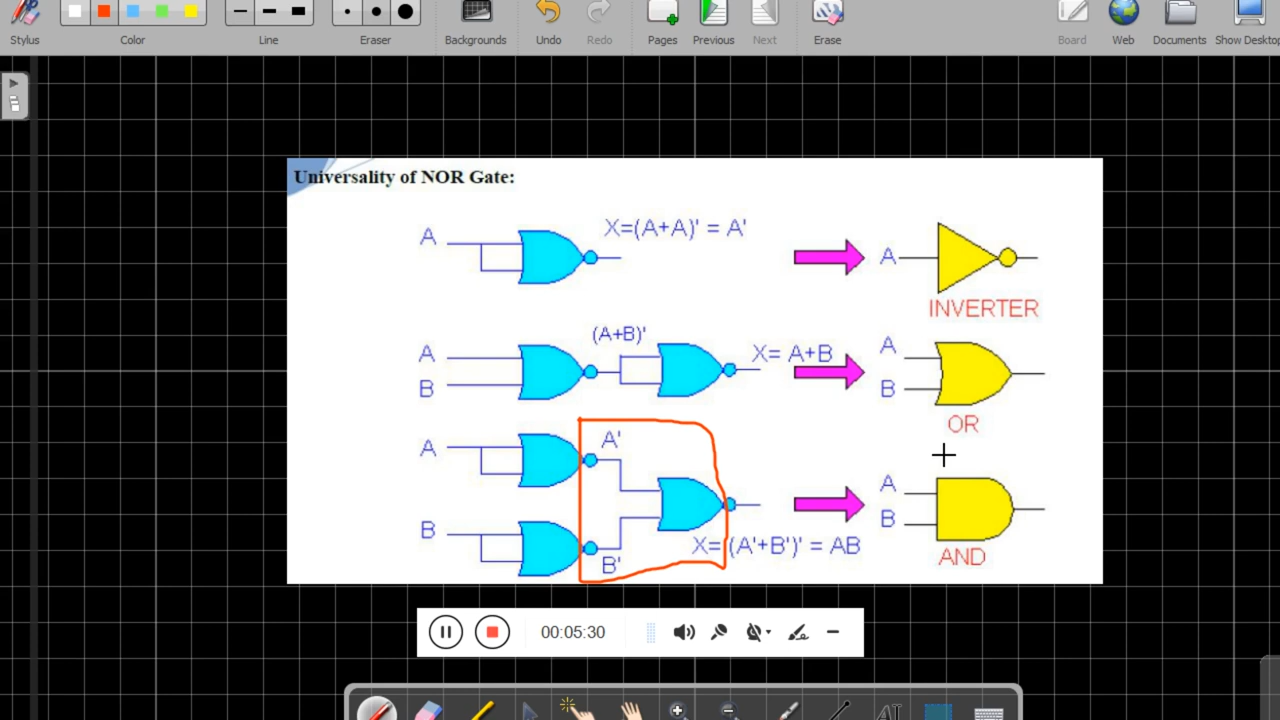 Stylus Color Line Eraser Backgrounds Undo Redo Pages Previous Next Erase Board Web Documents Show Desktop
Universality of NOR Gate:
A X=(A+A)' = A' A
INVERTER
A B (A+B)' X= A+B A B
OR
A A' A B
B B' X= (A'+B')' = AB
AND
00:05:30